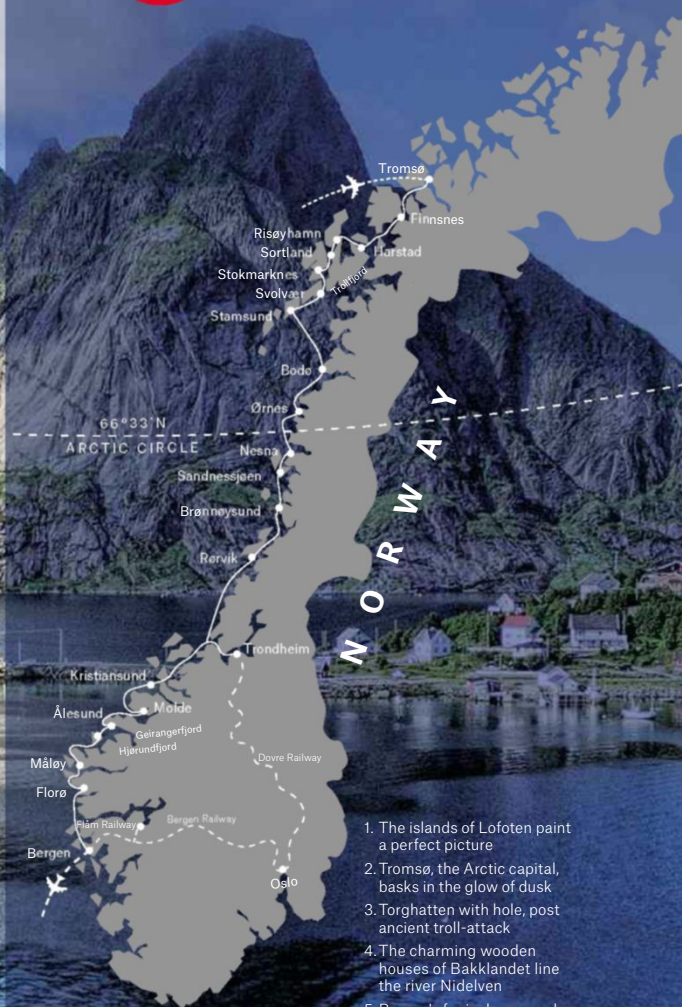 Tromsø
Finnsnes
Risøyhamn
Harstad
Sortland
Stokmarknes
Trollfjord
Svolvær
Stamsund
Bodø
Ørnes
66°33'N
ARCTIC CIRCLE
Nesna
Sandnessjøen
Brønnøysund
Rørvik
NORWAY
Trondheim
Kristiansund
Molde
Ålesund
Geirangerfjord
Hjørundfjord
Måløy
Dovre Railway
Florø
Flåm Railway
Bergen Railway
Bergen
Oslo
1. The islands of Lofoten paint
a perfect picture
2. Tromsø, the Arctic capital,
basks in the glow of dusk
3. Torghatten with hole, post
ancient troll-attack
4. The charming wooden
houses of Bakklandet line
the river Nidelven